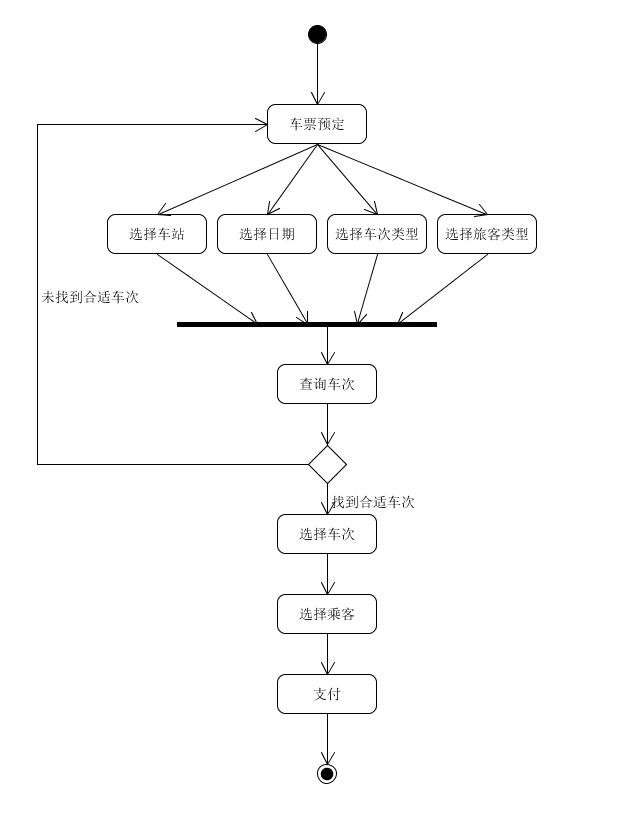 车票预定
选择车站
选择日期
选择车次类型
选择旅客类型
未找到合适车次
查询车次
找到合适车次
选择车次
选择乘客
支付